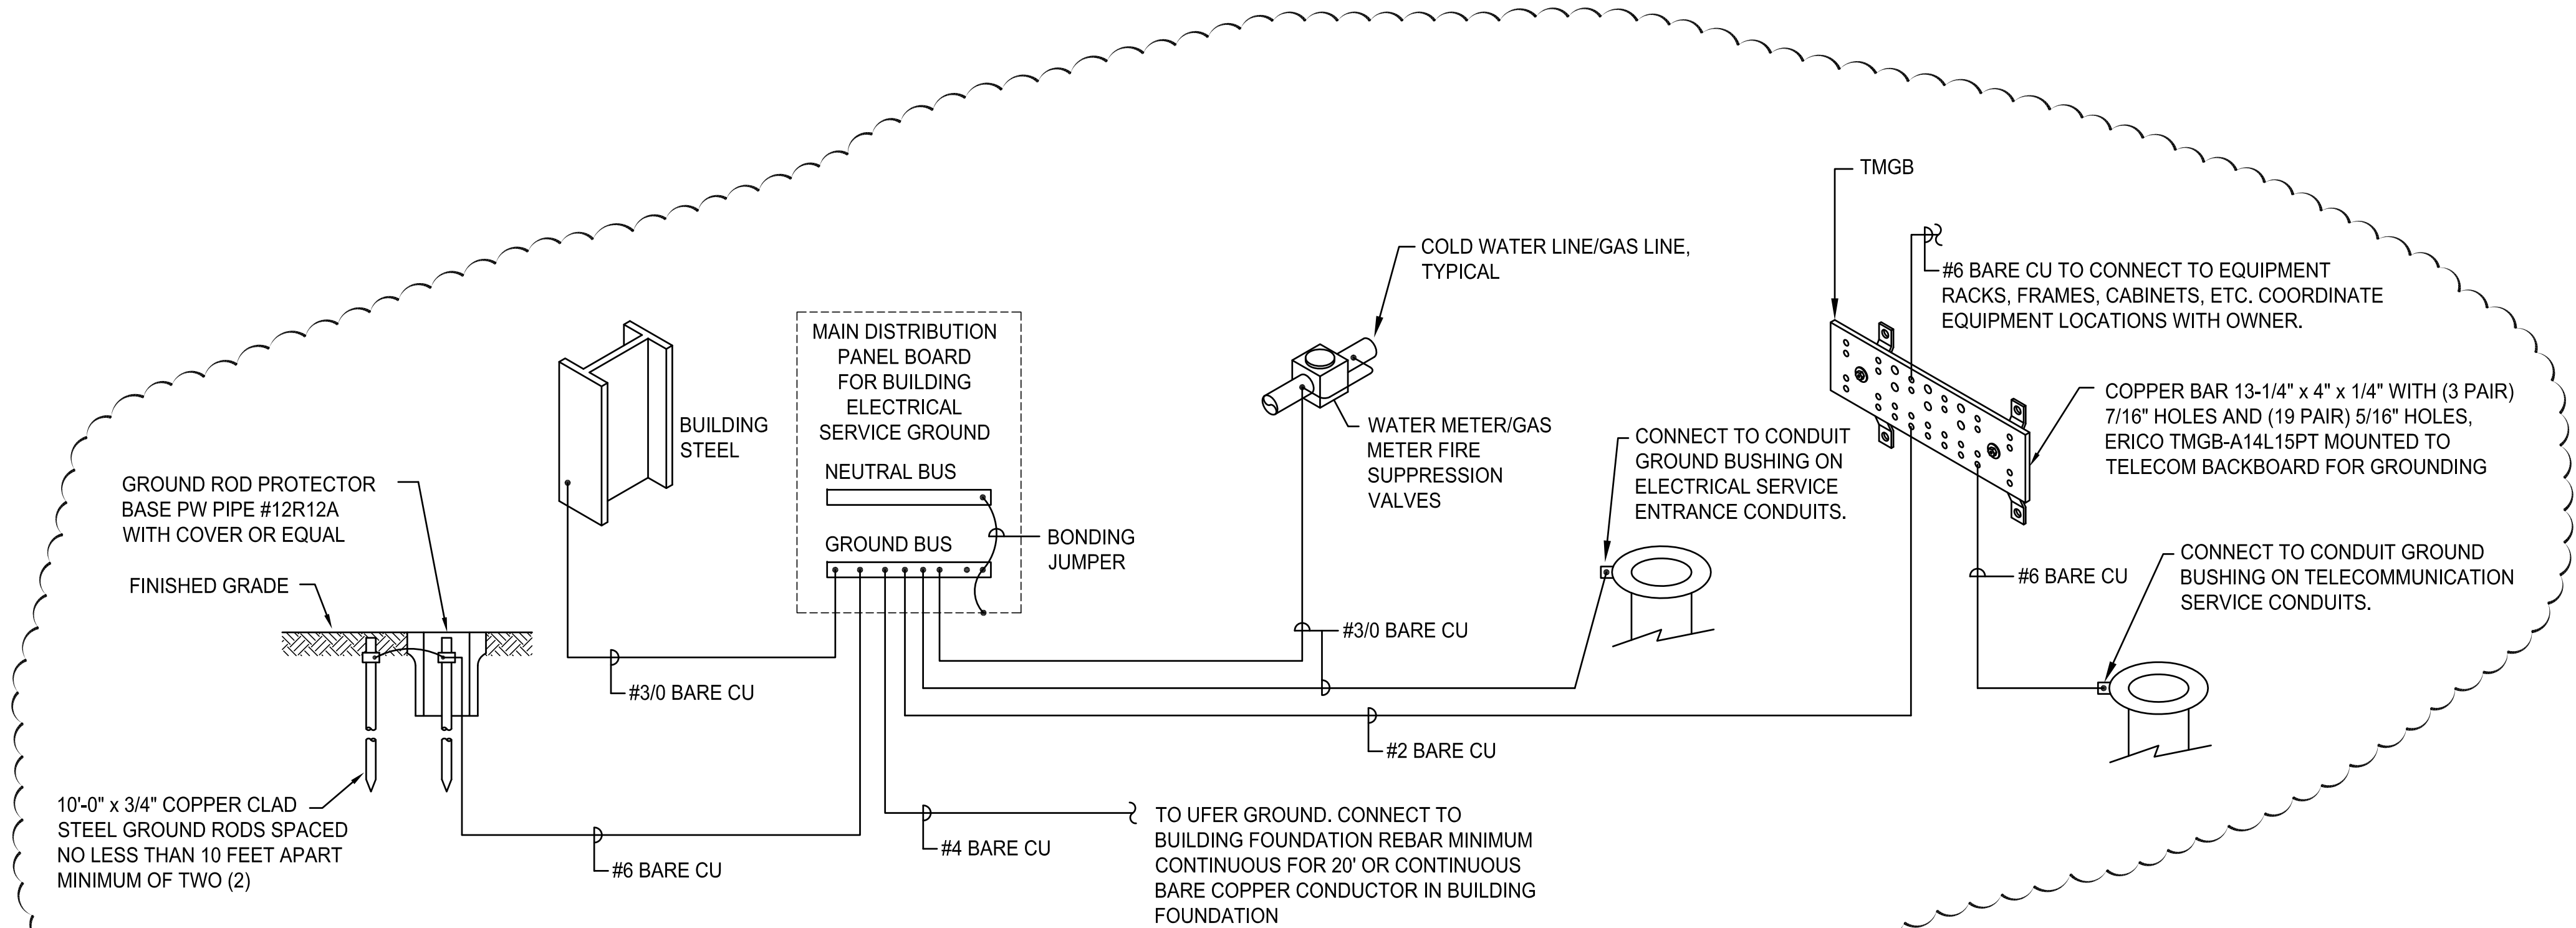 TMGB
COLD WATER LINE/GAS LINE,
TYPICAL
#6 BARE CU TO CONNECT TO EQUIPMENT
RACKS, FRAMES, CABINETS, ETC. COORDINATE
EQUIPMENT LOCATIONS WITH OWNER.
MAIN DISTRIBUTION
PANEL BOARD
FOR BUILDING
ELECTRICAL
SERVICE GROUND
NEUTRAL BUS
GROUND BUS
BONDING
JUMPER
BUILDING
STEEL
WATER METER/GAS
METER FIRE
SUPPRESSION
VALVES
COPPER BAR 13-1/4" x 4" x 1/4" WITH (3 PAIR)
7/16" HOLES AND (19 PAIR) 5/16" HOLES,
ERICO TMGB-A14L15PT MOUNTED TO
TELECOM BACKBOARD FOR GROUNDING
CONNECT TO CONDUIT
GROUND BUSHING ON
ELECTRICAL SERVICE
ENTRANCE CONDUITS.
GROUND ROD PROTECTOR
BASE PW PIPE #12R12A
WITH COVER OR EQUAL
FINISHED GRADE
CONNECT TO CONDUIT GROUND
BUSHING ON TELECOMMUNICATION
SERVICE CONDUITS.
#6 BARE CU
#3/0 BARE CU
#3/0 BARE CU
#2 BARE CU
10'-0" x 3/4" COPPER CLAD
STEEL GROUND RODS SPACED
NO LESS THAN 10 FEET APART
MINIMUM OF TWO (2)
#6 BARE CU
#4 BARE CU
TO UFER GROUND. CONNECT TO
BUILDING FOUNDATION REBAR MINIMUM
CONTINUOUS FOR 20' OR CONTINUOUS
BARE COPPER CONDUCTOR IN BUILDING
FOUNDATION